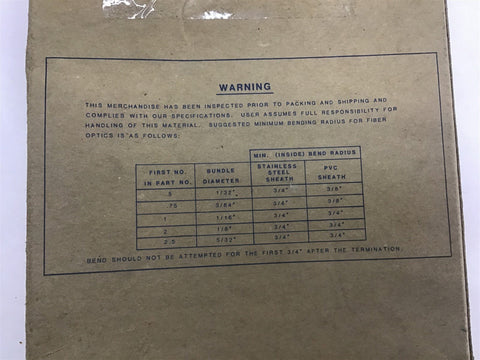 WARNING
THIS MERCHANDISE HAS BEEN INSPECTED PRIOR TO PACKING AND SHIPPING AND
COMPLIES WITH OUR SPECIFICATIONS. USER ASSUMES FULL RESPONSIBILITY FOR
HANDLING OF THIS MATERIAL. SUGGESTED MINIMUM BENDING RADIUS FOR FIBER
OPTICS IS AS FOLLOWS:
MIN. (INSIDE) BEND RADIUS
FIRST NO. IN PART NO. BUNDLE DIAMETER STAINLESS STEEL SHEATH PVC SHEATH
.5 1/32" 3/4" 3/8"
.75 3/64" 3/4" 3/8"
1 1/16" 3/4" 3/4"
2 1/8" 3/4" 3/4"
2.5 5/32" 3/4" 3/4"
BEND SHOULD NOT BE ATTEMPTED FOR THE FIRST 3/4" AFTER THE TERMINATION.